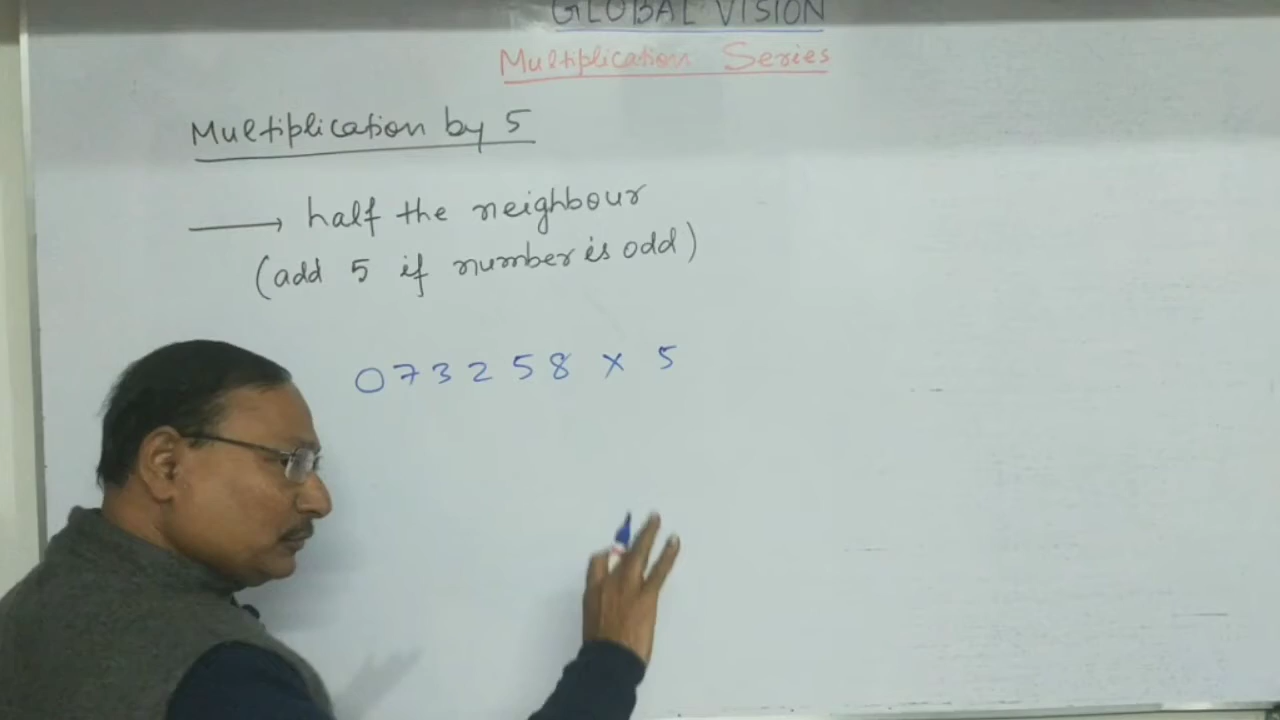 GLOBAL VISION
Multiplication Series
Multiplication by 5
→ half the neighbour
(add 5 if number is odd)
073258 × 5